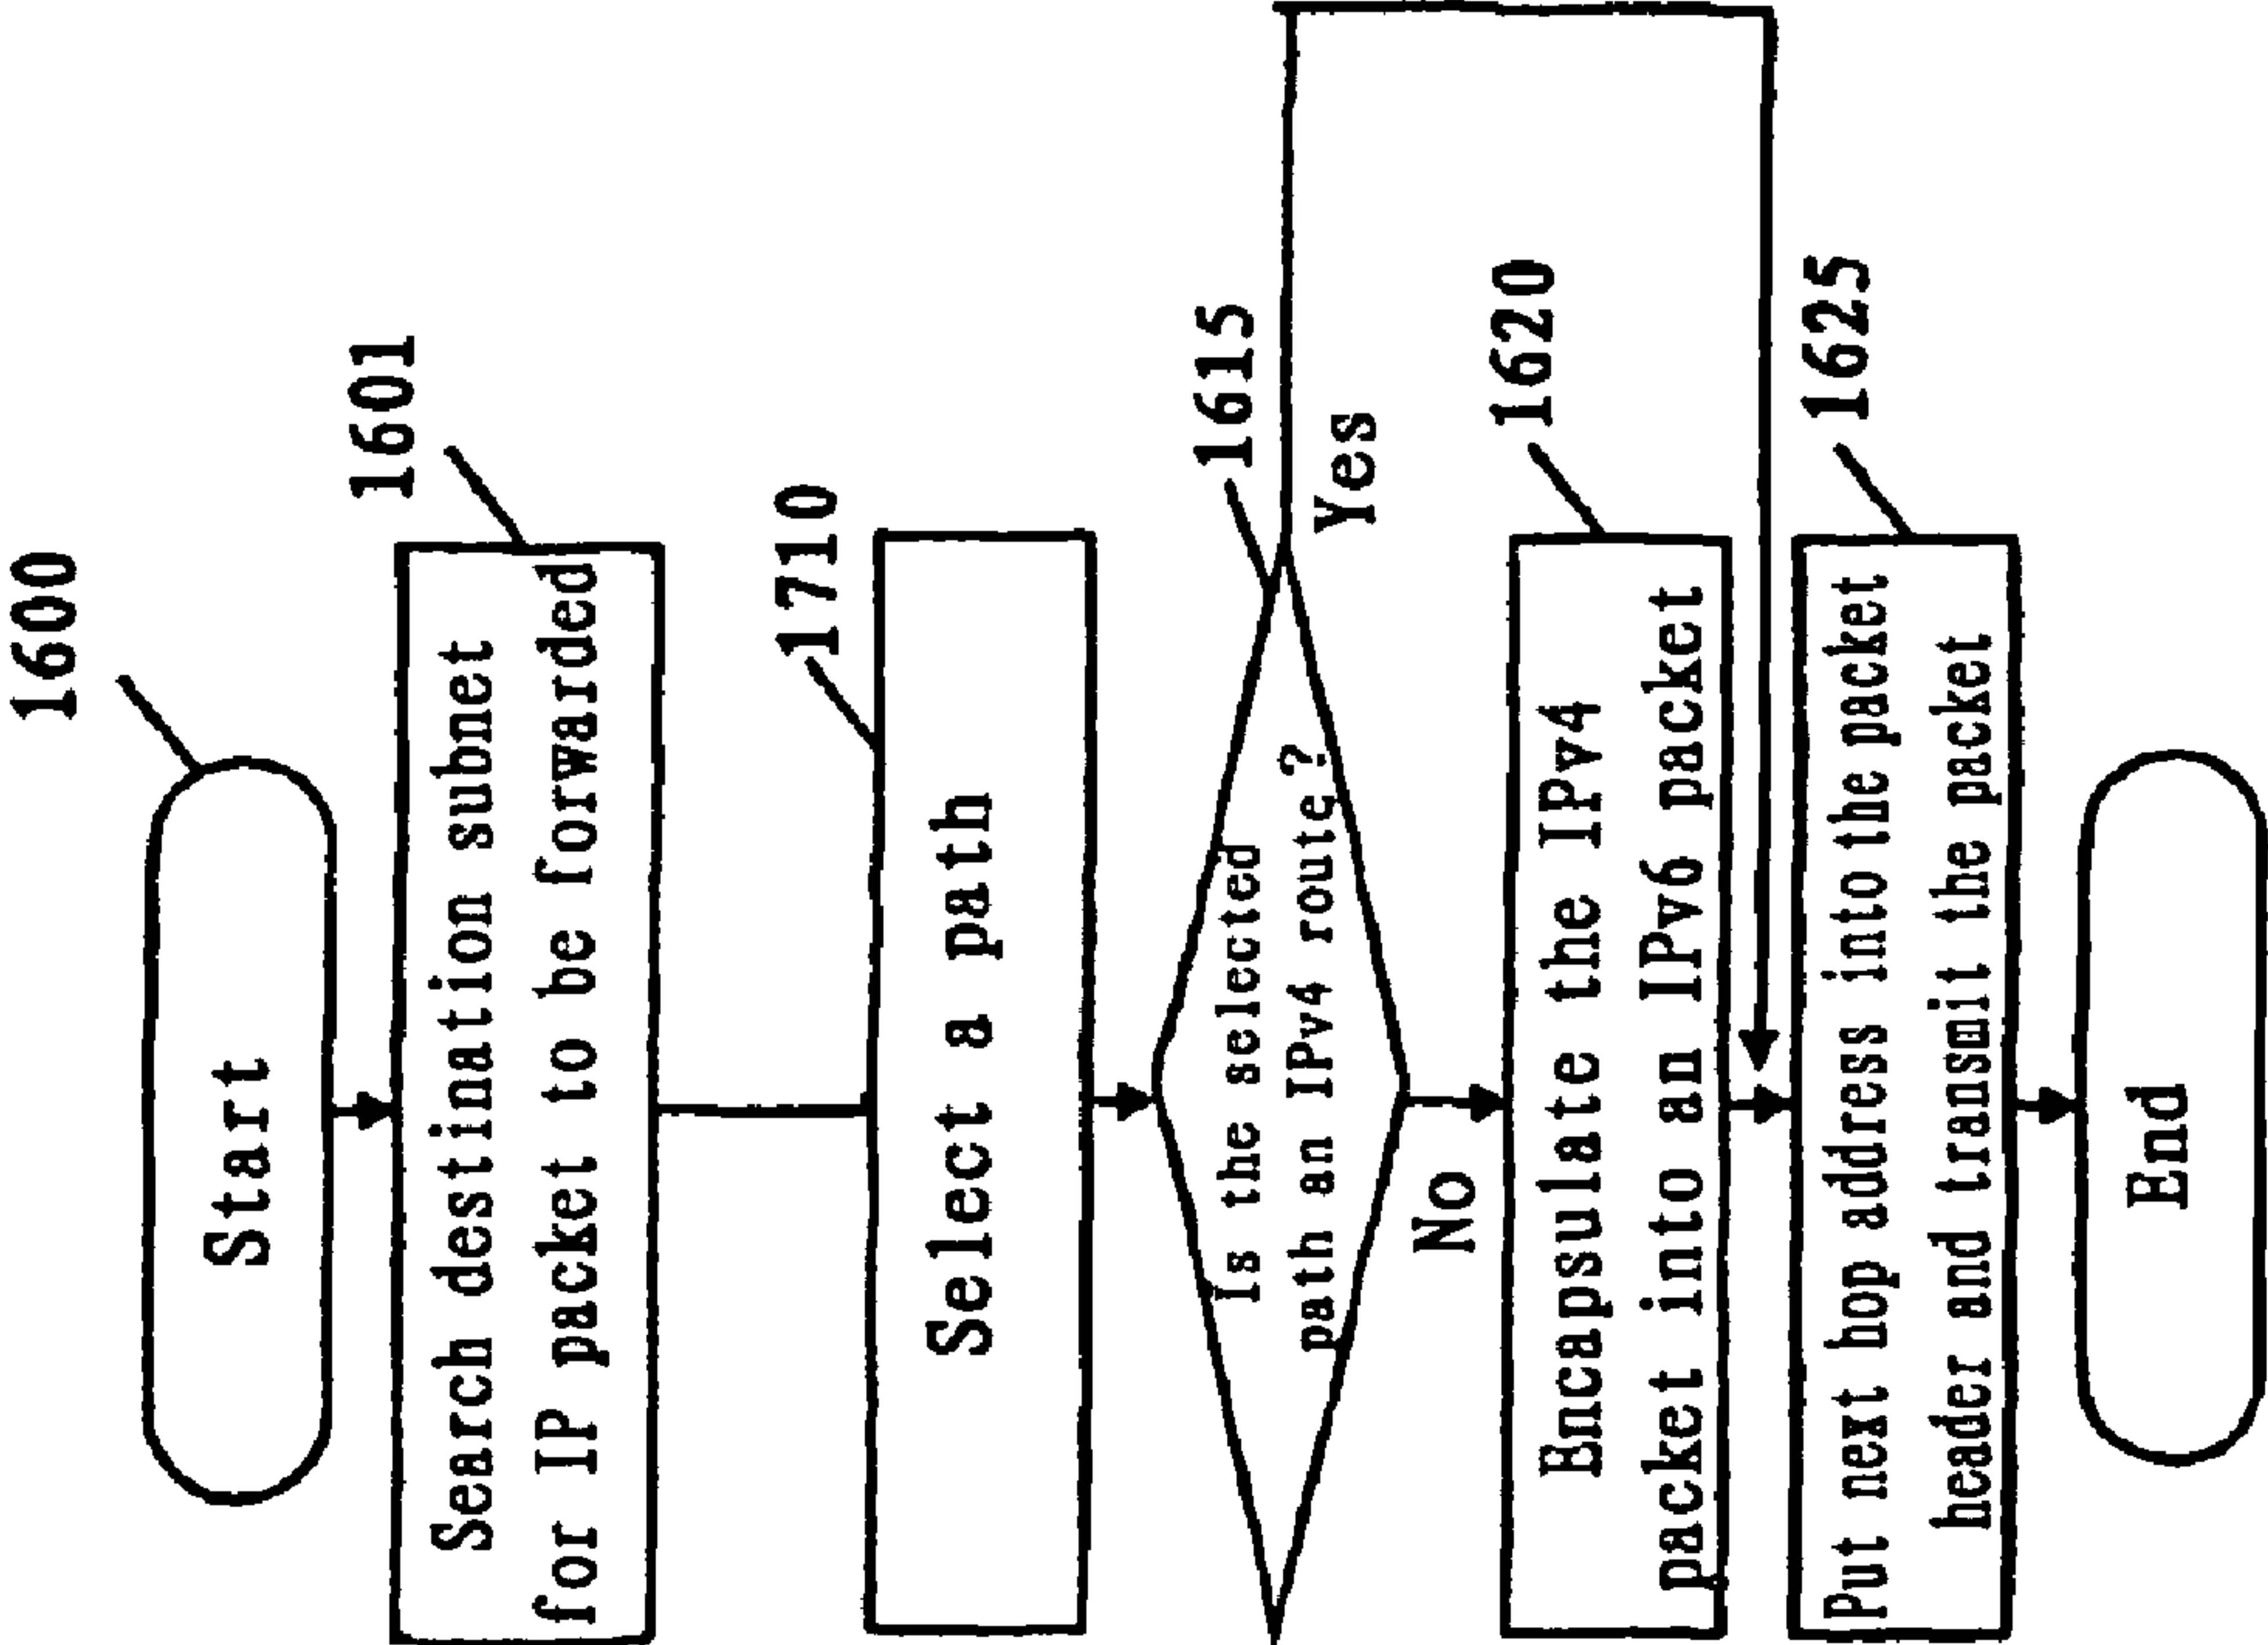 1600
Start
1601
Search destination subnet
for IP packet to be forwarded
1710
Select a path
1615
Is the selected
path an IPv4 route ?
Yes
No
1620
Encapsulate the IPv4
packet into an IPv6 packet
1625
Put next hop address into the packet
header and transmit the packet
End